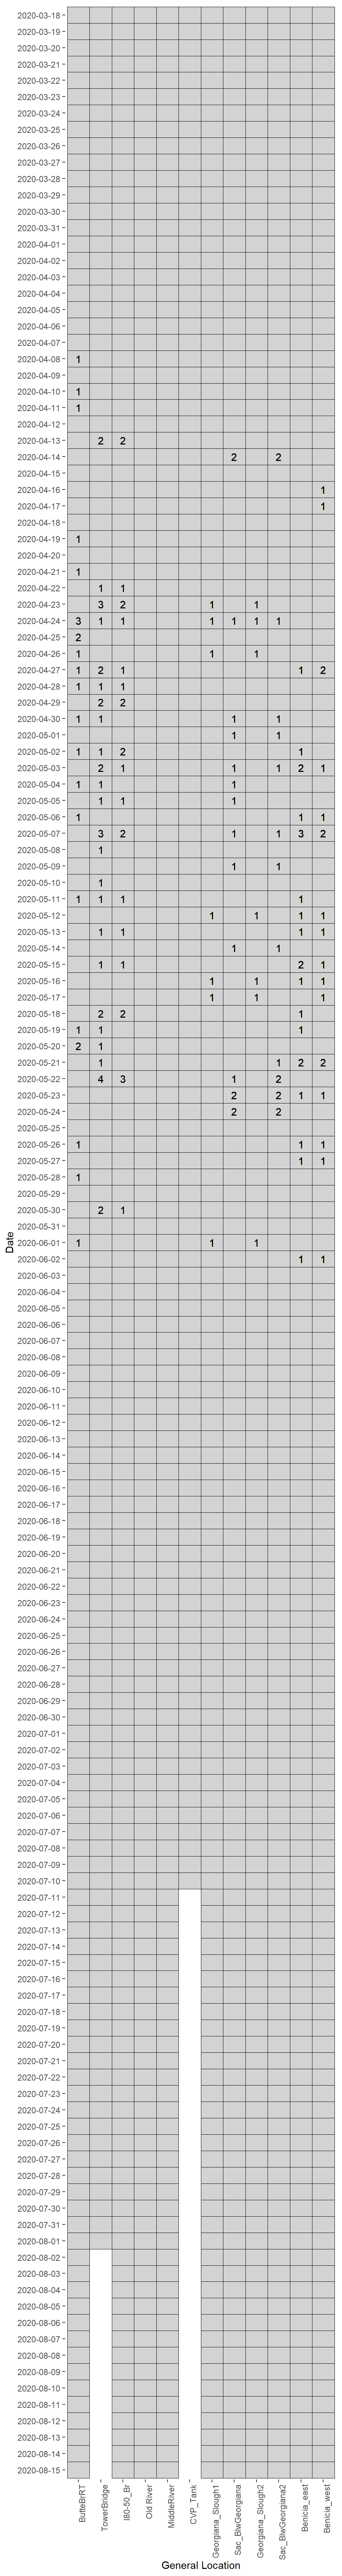 2020-03-18
2020-03-19
2020-03-20
2020-03-21
2020-03-22
2020-03-23
2020-03-24
2020-03-25
2020-03-26
2020-03-27
2020-03-28
2020-03-29
2020-03-30
2020-03-31
2020-04-01
2020-04-02
2020-04-03
2020-04-04
2020-04-05
2020-04-06
2020-04-07
2020-04-08 1
2020-04-09
2020-04-10 1
2020-04-11 1
2020-04-12
2020-04-13 2 2
2020-04-14 2 2
2020-04-15
2020-04-16 1
2020-04-17 1
2020-04-18
2020-04-19 1
2020-04-20
2020-04-21 1
2020-04-22 1 1
2020-04-23 3 2 1 1
2020-04-24 3 1 1 1 1 1 1
2020-04-25 2
2020-04-26 1 1 1
2020-04-27 1 2 1 1 2
2020-04-28 1 1 1
2020-04-29 2 2
2020-04-30 1 1 1 1
2020-05-01 1 1
2020-05-02 1 1 2 1
2020-05-03 2 1 1 1 2 1
2020-05-04 1 1 1
2020-05-05 1 1 1
2020-05-06 1 1 1
2020-05-07 3 2 1 1 3 2
2020-05-08 1
2020-05-09 1 1
2020-05-10 1
2020-05-11 1 1 1 1
2020-05-12 1 1 1 1
2020-05-13 1 1 1 1
2020-05-14 1 1
2020-05-15 1 1 2 1
2020-05-16 1 1 1 1
2020-05-17 1 1 1
2020-05-18 2 2 1
2020-05-19 1 1 1
2020-05-20 2 1
2020-05-21 1 1 2 2
2020-05-22 4 3 1 2
2020-05-23 2 2 1 1
2020-05-24 2 2
2020-05-25
2020-05-26 1 1 1
2020-05-27 1 1
2020-05-28 1
2020-05-29
2020-05-30 2 1
2020-05-31
Date
2020-06-01 1 1 1
2020-06-02 1 1
2020-06-03
2020-06-04
2020-06-05
2020-06-06
2020-06-07
2020-06-08
2020-06-09
2020-06-10
2020-06-11
2020-06-12
2020-06-13
2020-06-14
2020-06-15
2020-06-16
2020-06-17
2020-06-18
2020-06-19
2020-06-20
2020-06-21
2020-06-22
2020-06-23
2020-06-24
2020-06-25
2020-06-26
2020-06-27
2020-06-28
2020-06-29
2020-06-30
2020-07-01
2020-07-02
2020-07-03
2020-07-04
2020-07-05
2020-07-06
2020-07-07
2020-07-08
2020-07-09
2020-07-10
2020-07-11
2020-07-12
2020-07-13
2020-07-14
2020-07-15
2020-07-16
2020-07-17
2020-07-18
2020-07-19
2020-07-20
2020-07-21
2020-07-22
2020-07-23
2020-07-24
2020-07-25
2020-07-26
2020-07-27
2020-07-28
2020-07-29
2020-07-30
2020-07-31
2020-08-01
2020-08-02
2020-08-03
2020-08-04
2020-08-05
2020-08-06
2020-08-07
2020-08-08
2020-08-09
2020-08-10
2020-08-11
2020-08-12
2020-08-13
2020-08-14
2020-08-15
ButteBrRT
TowerBridge
I80-50_Br
Old River
MiddleRiver
CVP_Tank
Georgiana_Slough1
Sac_BlwGeorgiana
Georgiana_Slough2
Sac_BlwGeorgiana2
Benicia_east
Benicia_west
General Location